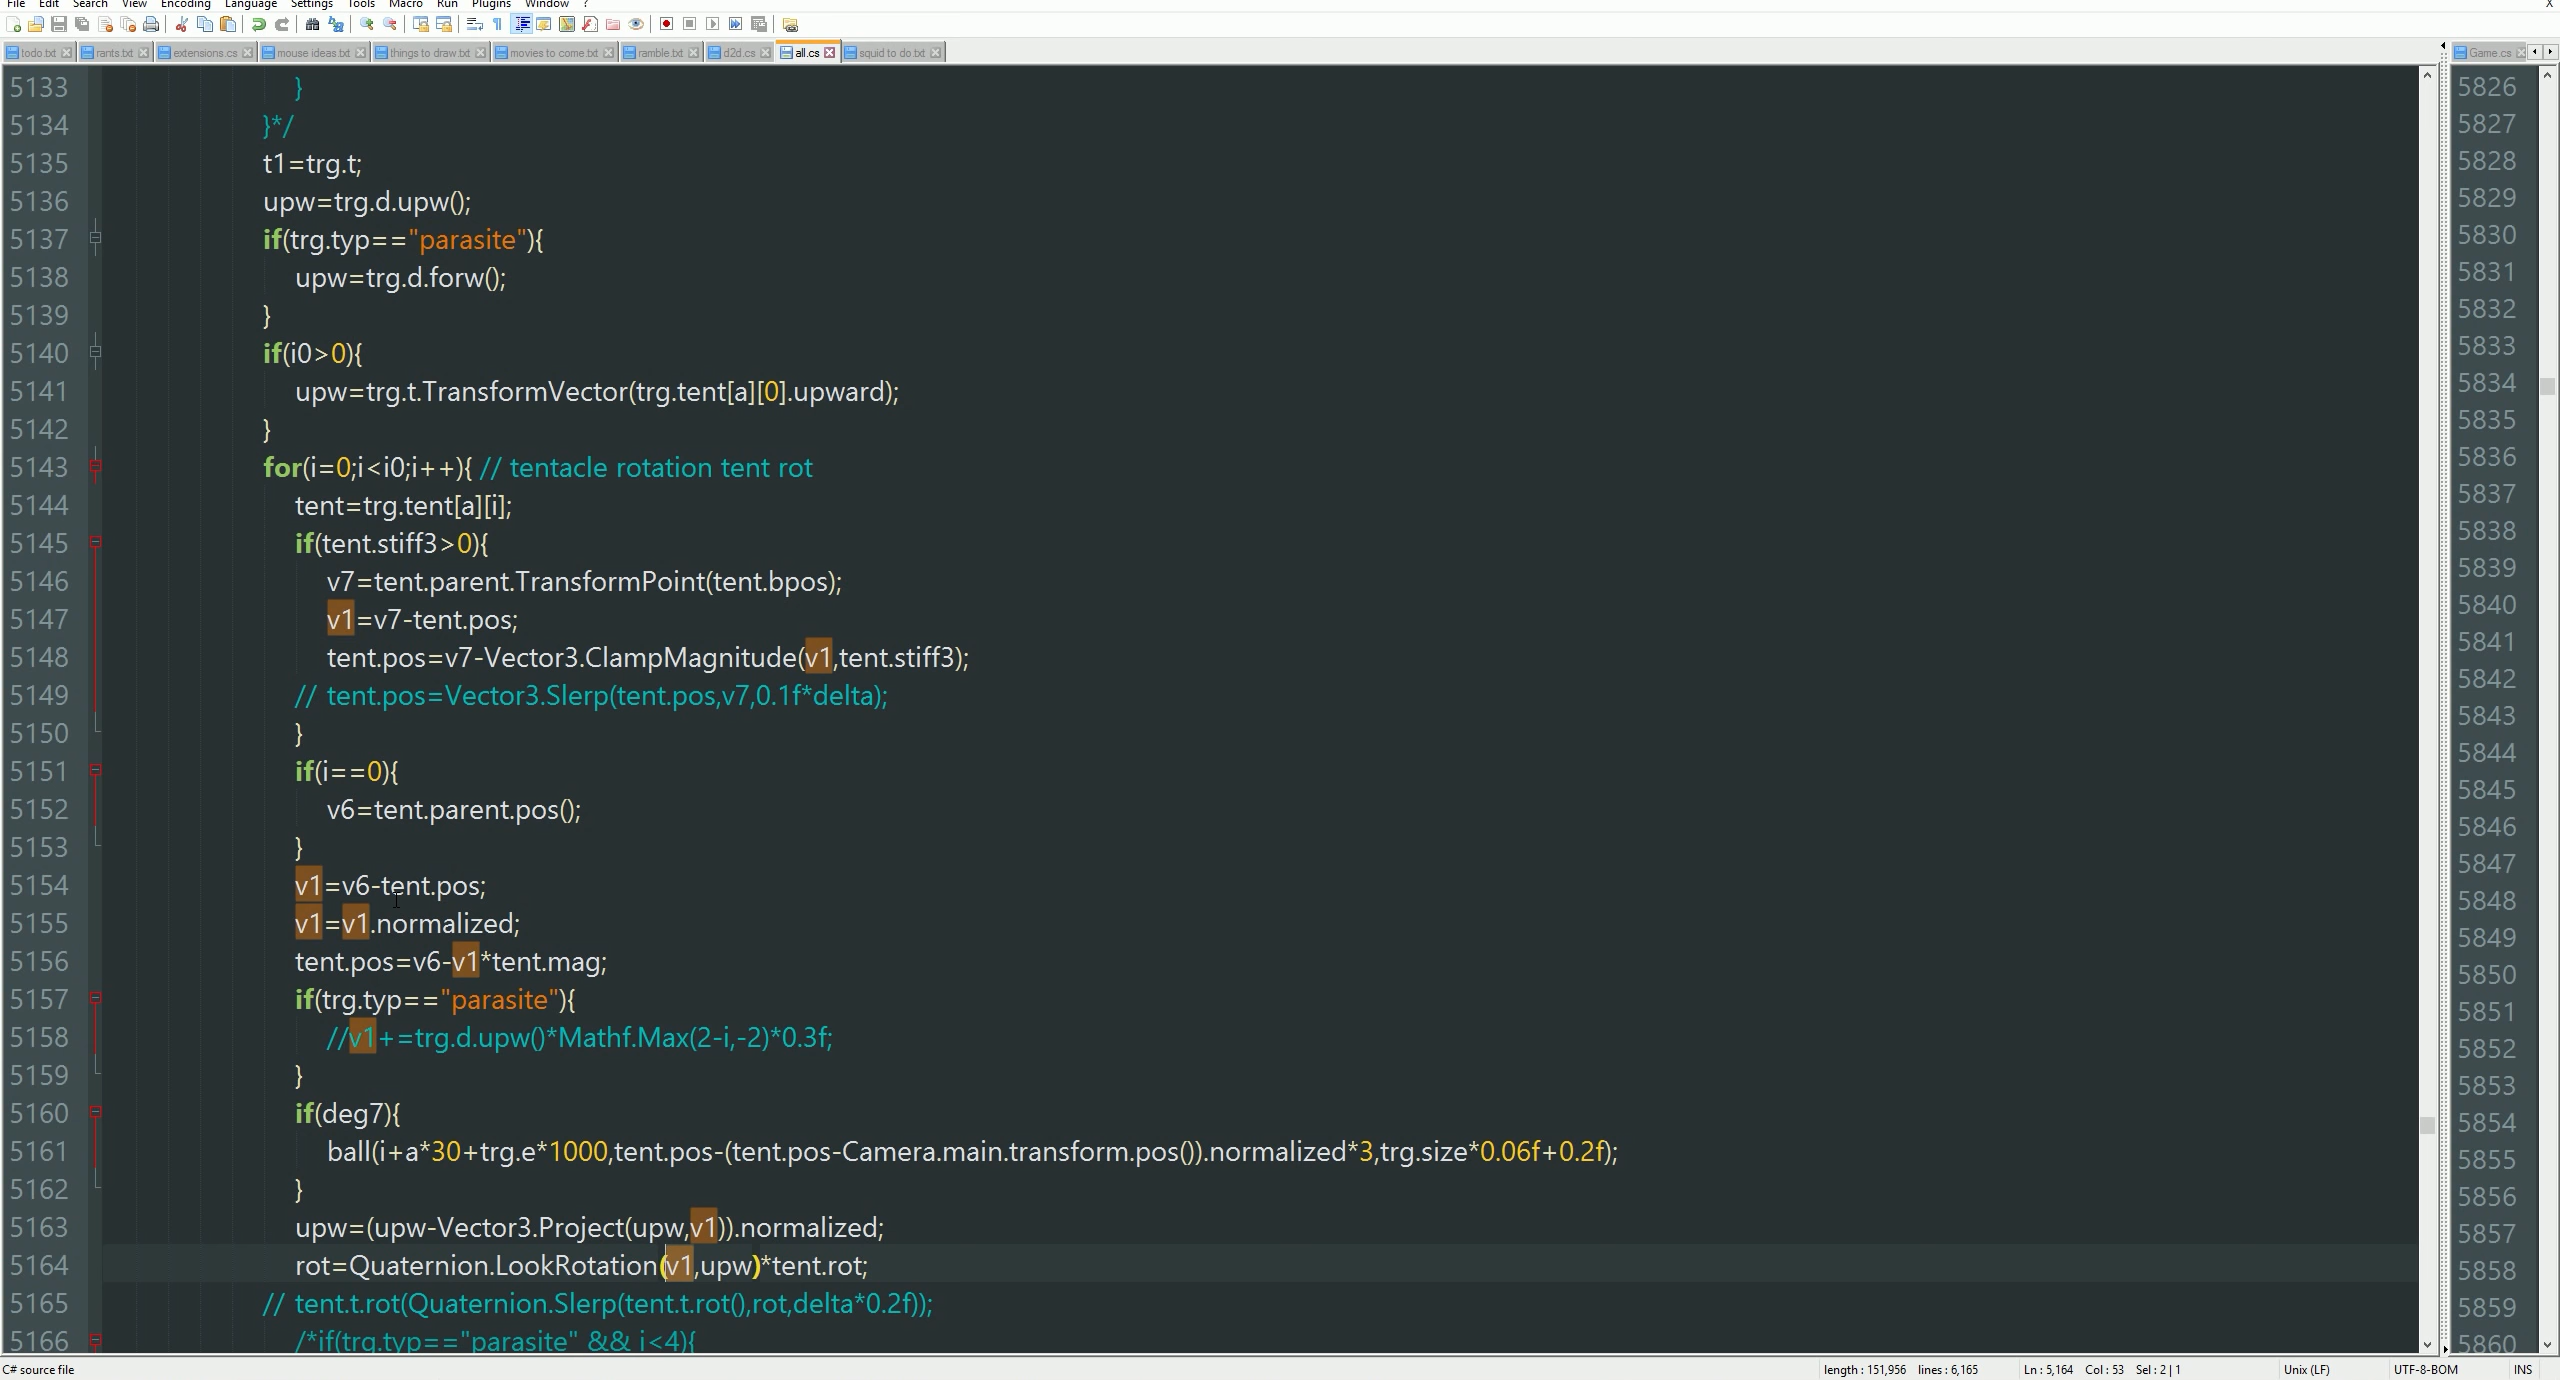 File Edit Search View Encoding Language Settings Tools Macro Run Plugins Window ? X
todo.txt rants.txt extensions.cs mouse ideas.txt things to draw.txt movies to come.txt ramble.txt d2d.cs all.cs squid to do.txt Game.cs
5133 } 5826
5134 }*/ 5827
5135 t1=trg.t; 5828
5136 upw=trg.d.upw(); 5829
5137 if(trg.typ=="parasite"){ 5830
5138 upw=trg.d.forw(); 5831
5139 } 5832
5140 if(i0>0){ 5833
5141 upw=trg.t.TransformVector(trg.tent[a][0].upward); 5834
5142 } 5835
5143 for(i=0;i<i0;i++){ // tentacle rotation tent rot 5836
5144 tent=trg.tent[a][i]; 5837
5145 if(tent.stiff3>0){ 5838
5146 v7=tent.parent.TransformPoint(tent.bpos); 5839
5147 v1=v7-tent.pos; 5840
5148 tent.pos=v7-Vector3.ClampMagnitude(v1,tent.stiff3); 5841
5149 // tent.pos=Vector3.Slerp(tent.pos,v7,0.1f*delta); 5842
5150 } 5843
5151 if(i==0){ 5844
5152 v6=tent.parent.pos(); 5845
5153 } 5846
5154 v1=v6-tent.pos; 5847
5155 v1=v1.normalized; 5848
5156 tent.pos=v6-v1*tent.mag; 5849
5157 if(trg.typ=="parasite"){ 5850
5158 //v1+=trg.d.upw()*Mathf.Max(2-i,-2)*0.3f; 5851
5159 } 5852
5160 if(deg7){ 5853
5161 ball(i+a*30+trg.e*1000,tent.pos-(tent.pos-Camera.main.transform.pos()).normalized*3,trg.size*0.06f+0.2f); 5854
5162 } 5855
5163 upw=(upw-Vector3.Project(upw,v1)).normalized; 5856
5164 rot=Quaternion.LookRotation(v1,upw)*tent.rot; 5857
5165 // tent.t.rot(Quaternion.Slerp(tent.t.rot(),rot,delta*0.2f)); 5858
5166 /*if(trg.typ=="parasite" && i<4){ 5859
5860
C# source file length : 151,956 lines : 6,165 Ln : 5,164 Col : 53 Sel : 2 | 1 Unix (LF) UTF-8-BOM INS